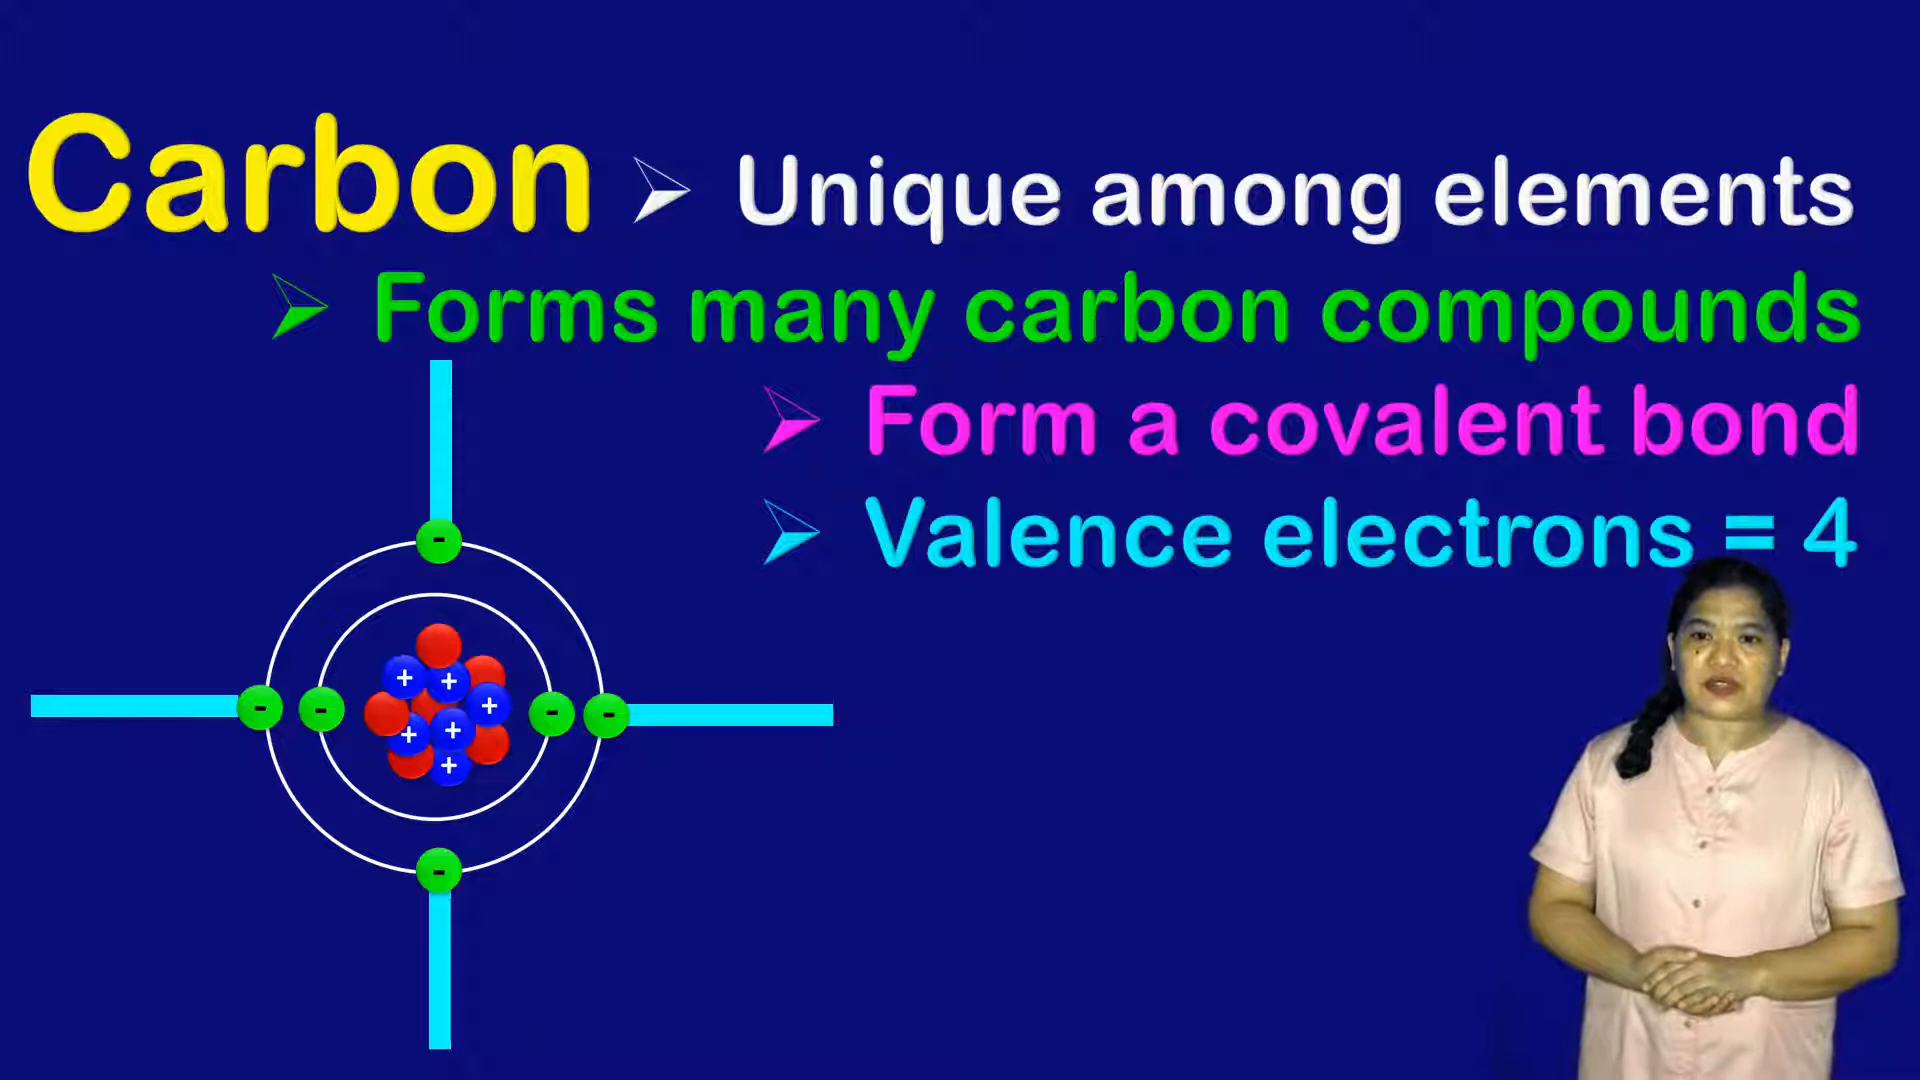 Carbon ➢ Unique among elements
➢ Forms many carbon compounds
➢ Form a covalent bond
➢ Valence electrons = 4
-
+ +
- - + - -
+ +
+
-